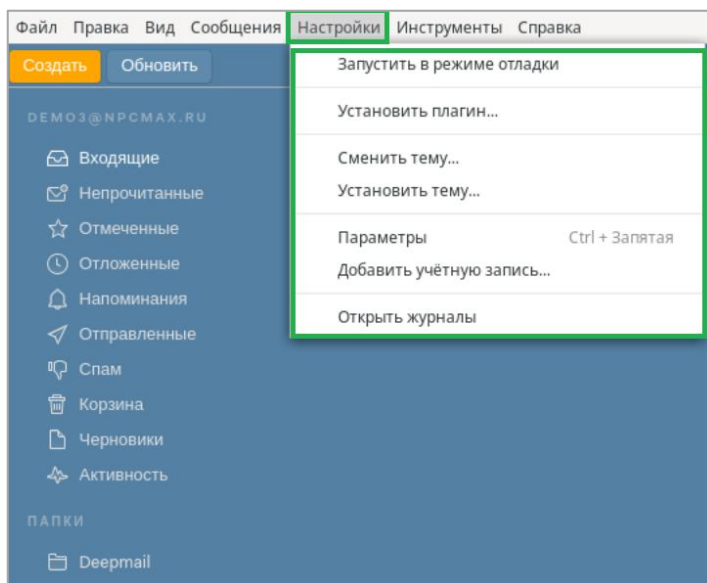 Файл Правка Вид Сообщения Настройки Инструменты Справка
Создать Обновить
Запустить в режиме отладки
Установить плагин...
Сменить тему...
Установить тему...
Параметры Ctrl + Запятая
Добавить учётную запись...
Открыть журналы
DEMO3@NPCMAX.RU
Входящие
Непрочитанные
Отмеченные
Отложенные
Напоминания
Отправленные
Спам
Корзина
Черновики
Активность
ПАПКИ
Deepmail